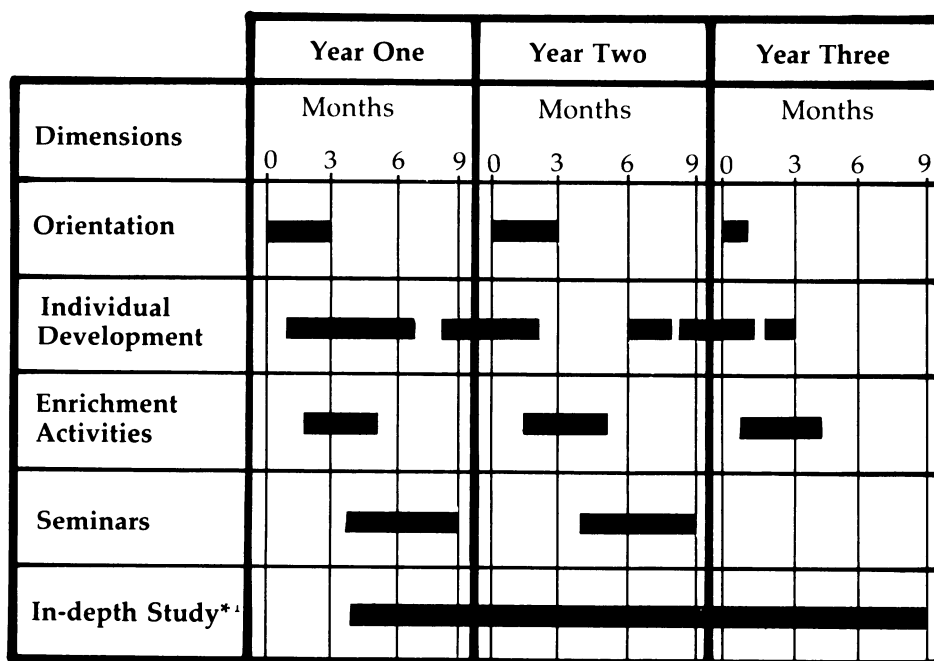 Year One Year Two Year Three
Months Months Months
Dimensions
0 3 6 9 0 3 6 9 0 3 6 9
Orientation
Individual
Development
Enrichment
Activities
Seminars
In-depth Study*